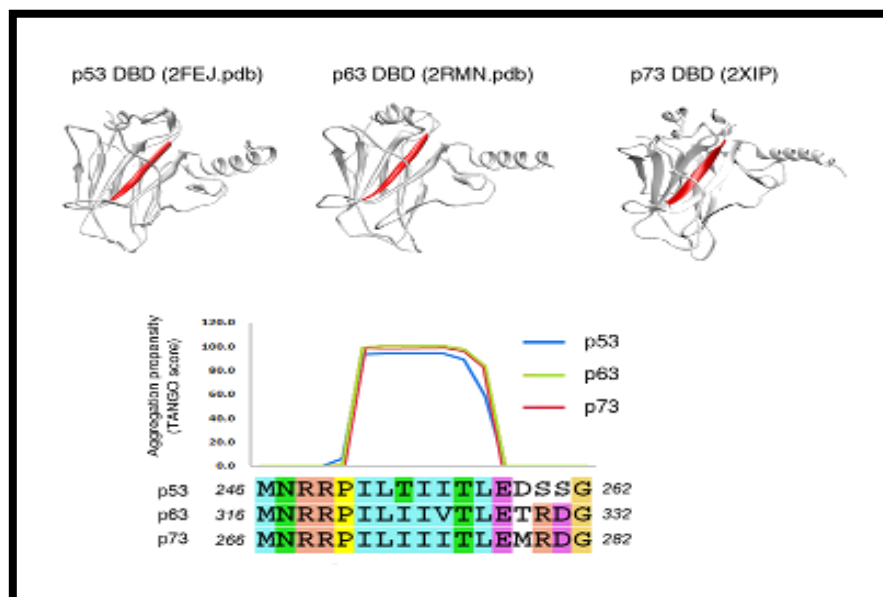 p53 DBD (2FEJ.pdb)
p63 DBD (2RMN.pdb)
p73 DBD (2XIP)
Aggregation propensity
(TANGO score)
120.0
100.0
80.0
60.0
40.0
20.0
0.0
p53
p63
p73
p53 246 MNRRPILTIITLEDSSG 262
p63 316 MNRRPILIIVTLETRDG 332
p73 266 MNRRPILIIITLEMRDG 282